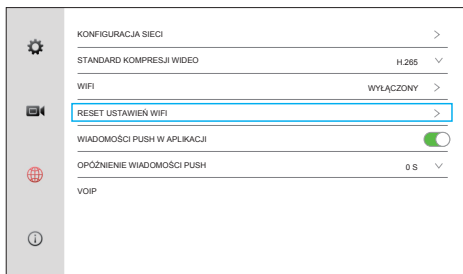 KONFIGURACJA SIECI >
STANDARD KOMPRESJI WIDEO H.265
WIFI WYŁĄCZONY >
RESET USTAWIEŃ WIFI >
WIADOMOŚCI PUSH W APLIKACJI
OPÓŹNIENIE WIADOMOŚCI PUSH 0 S
VOIP